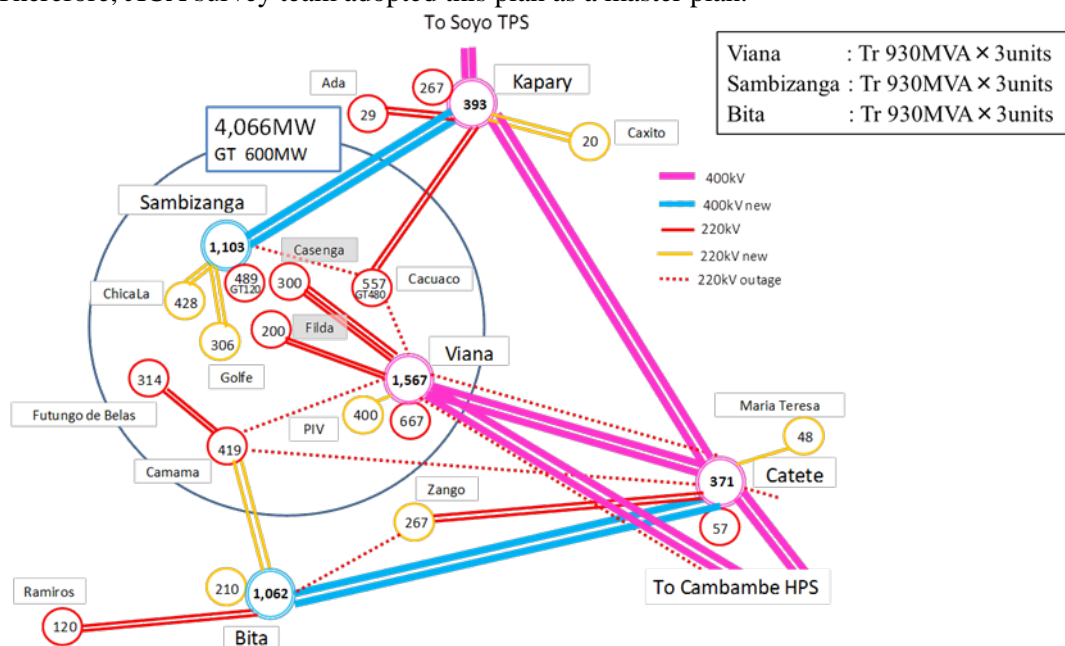 Therefore, JICA survey team adopted this plan as a master plan.
To Soyo TPS
Viana : Tr 930MVA × 3units
Sambizanga : Tr 930MVA × 3units
Bita : Tr 930MVA × 3units
Ada
267
Kapary
393
29
4,066MW
GT 600MW
Caxito
20
400kV
400kV new
220kV
220kV new
220kV outage
Sambizanga
1,103
Casenga
489
GT120
300
557
GT480
Cacuaco
ChicaLa
428
200
Filda
306
Viana
Golfe
1,567
314
Maria Teresa
400
PIV
667
Futungo de Belas
48
419
Camama
Catete
371
Zango
267
57
210
1,062
To Cambambe HPS
Ramiros
120
Bita